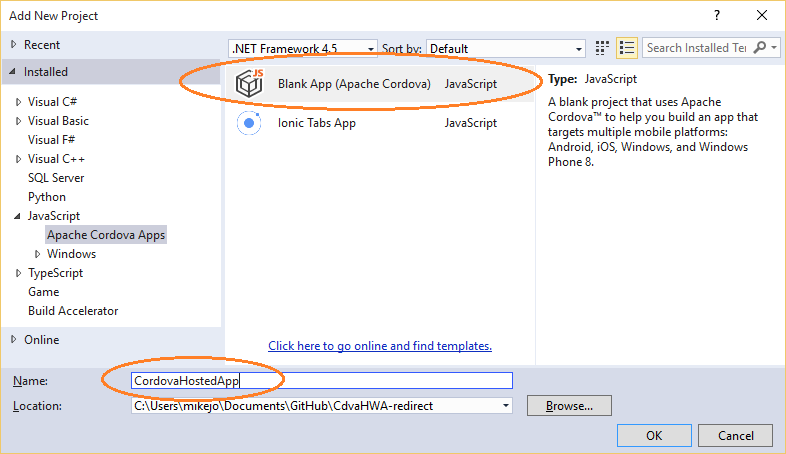 Add New Project
?
Recent
.NET Framework 4.5 Sort by: Default
Search Installed Te
Installed
Visual C#
Visual Basic
Visual F#
Visual C++
SQL Server
Python
JavaScript
Apache Cordova Apps
Windows
TypeScript
Game
Build Accelerator
Online
JS
Blank App (Apache Cordova) JavaScript
Ionic Tabs App JavaScript
Click here to go online and find templates.
Type: JavaScript
A blank project that uses Apache
Cordova™ to help you build an app that
targets multiple mobile platforms:
Android, iOS, Windows, and Windows
Phone 8.
Name: CordovaHostedApp
Location: C:\Users\mikejo\Documents\GitHub\CdvaHWA-redirect
Browse...
OK Cancel